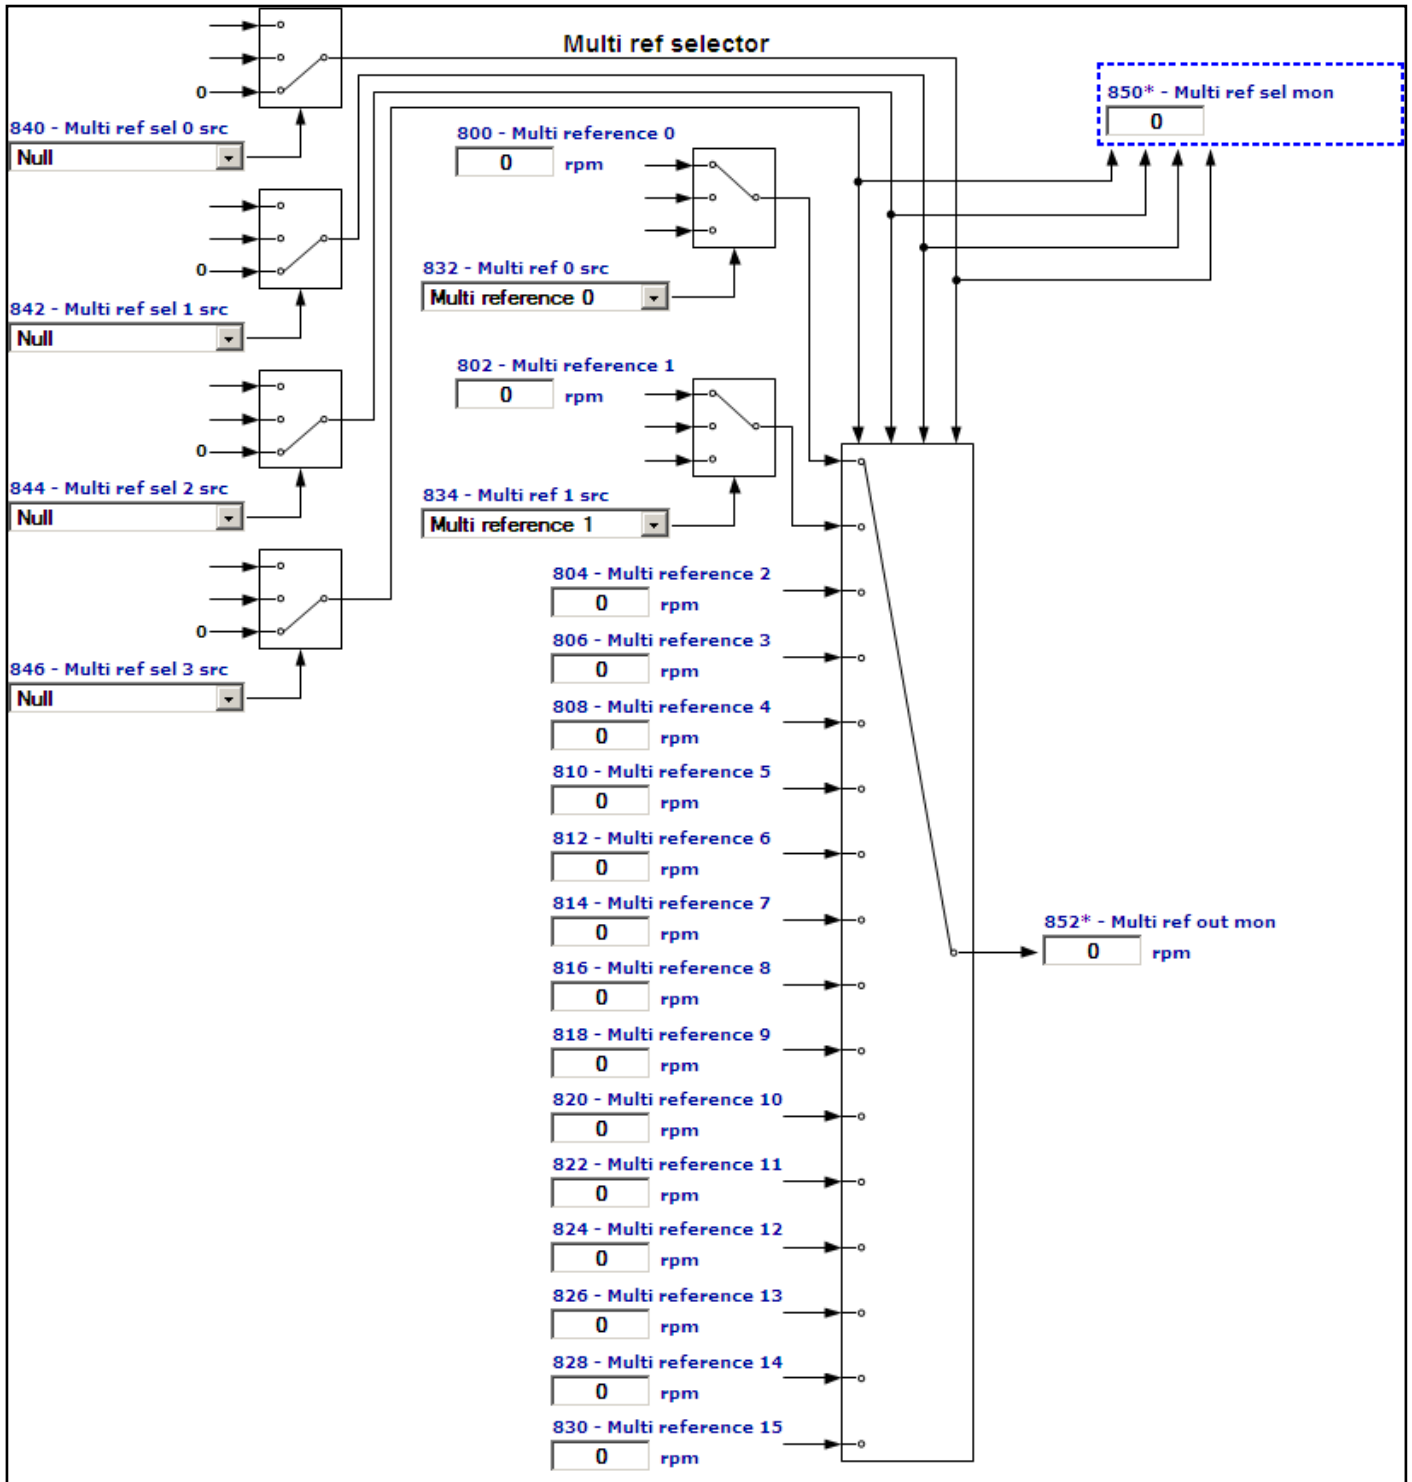 Multi ref selector
0
840 - Multi ref sel 0 src
Null
0
842 - Multi ref sel 1 src
Null
0
844 - Multi ref sel 2 src
Null
0
846 - Multi ref sel 3 src
Null
800 - Multi reference 0
0 rpm
832 - Multi ref 0 src
Multi reference 0
802 - Multi reference 1
0 rpm
834 - Multi ref 1 src
Multi reference 1
804 - Multi reference 2
0 rpm
806 - Multi reference 3
0 rpm
808 - Multi reference 4
0 rpm
810 - Multi reference 5
0 rpm
812 - Multi reference 6
0 rpm
814 - Multi reference 7
0 rpm
816 - Multi reference 8
0 rpm
818 - Multi reference 9
0 rpm
820 - Multi reference 10
0 rpm
822 - Multi reference 11
0 rpm
824 - Multi reference 12
0 rpm
826 - Multi reference 13
0 rpm
828 - Multi reference 14
0 rpm
830 - Multi reference 15
0 rpm
850* - Multi ref sel mon
0
852* - Multi ref out mon
0 rpm